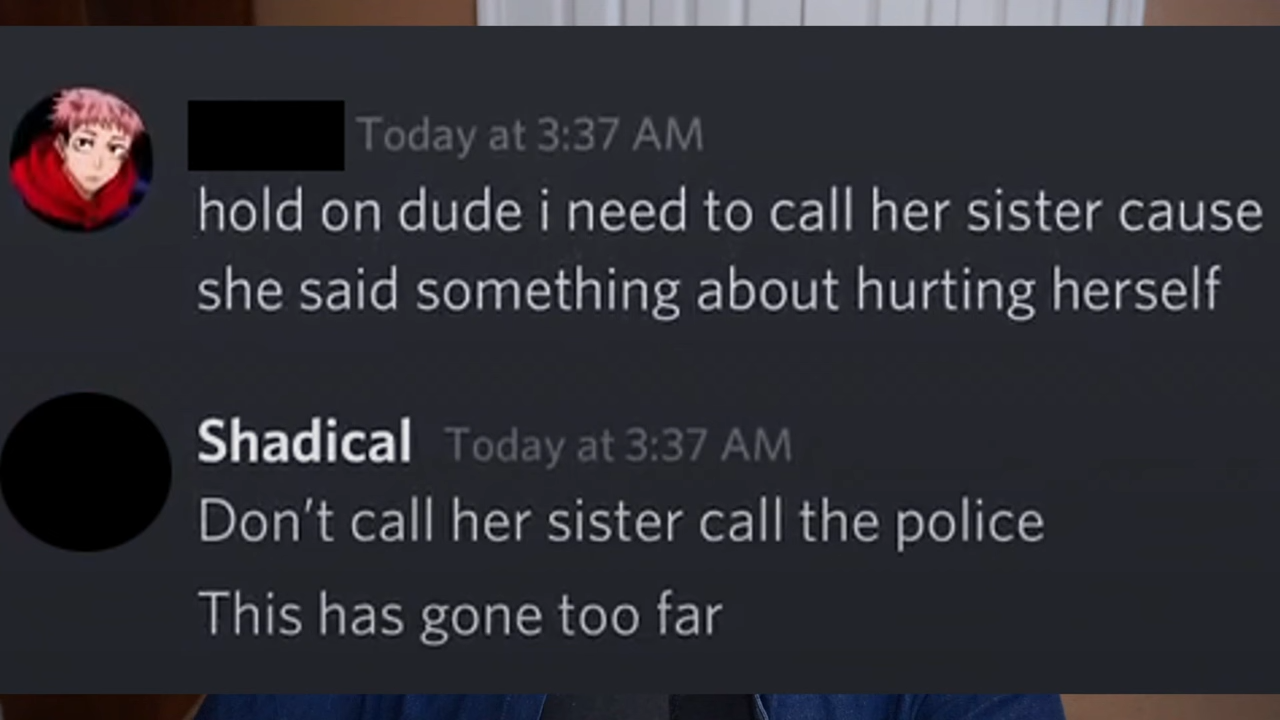 Today at 3:37 AM
hold on dude i need to call her sister cause
she said something about hurting herself
Shadical Today at 3:37 AM
Don't call her sister call the police
This has gone too far